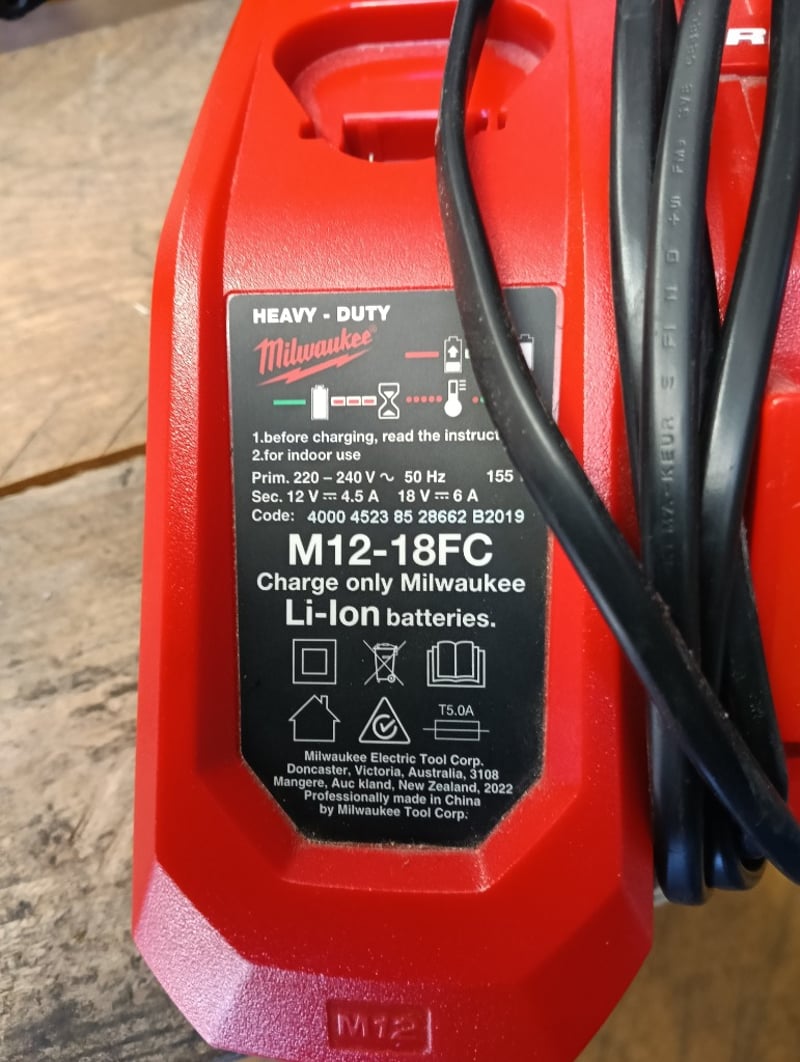 R
HEAVY - DUTY
Milwaukee®
1.before charging, read the
2.for indoor use
Prim. 220 – 240 V ~ 50 Hz 155
Sec. 12 V ⎓ 4.5 A 18 V ⎓ 6 A
Code: 4000 4523 85 28662 B2019
M12-18FC
Charge only Milwaukee
Li-Ion batteries.
T5.0A
Milwaukee Electric Tool Corp.
Doncaster, Victoria, Australia, 3108
Mangere, Auc kland, New Zealand, 2022
Professionally made in China
by Milwaukee Tool Corp.
M12